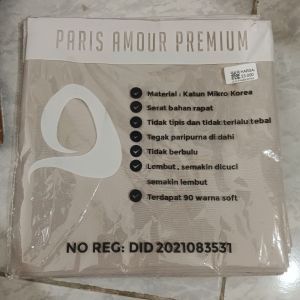 PARIS AMOUR PREMIUM
Material : Katun Mikro Korea
Serat bahan rapat
Tidak tipis dan tidak terlalu tebal
Tegak paripurna di dahi
Tidak berbulu
Lembut, semakin dicuci
semakin lembut
Terdapat 90 warna soft
NO REG: DID 2021083531